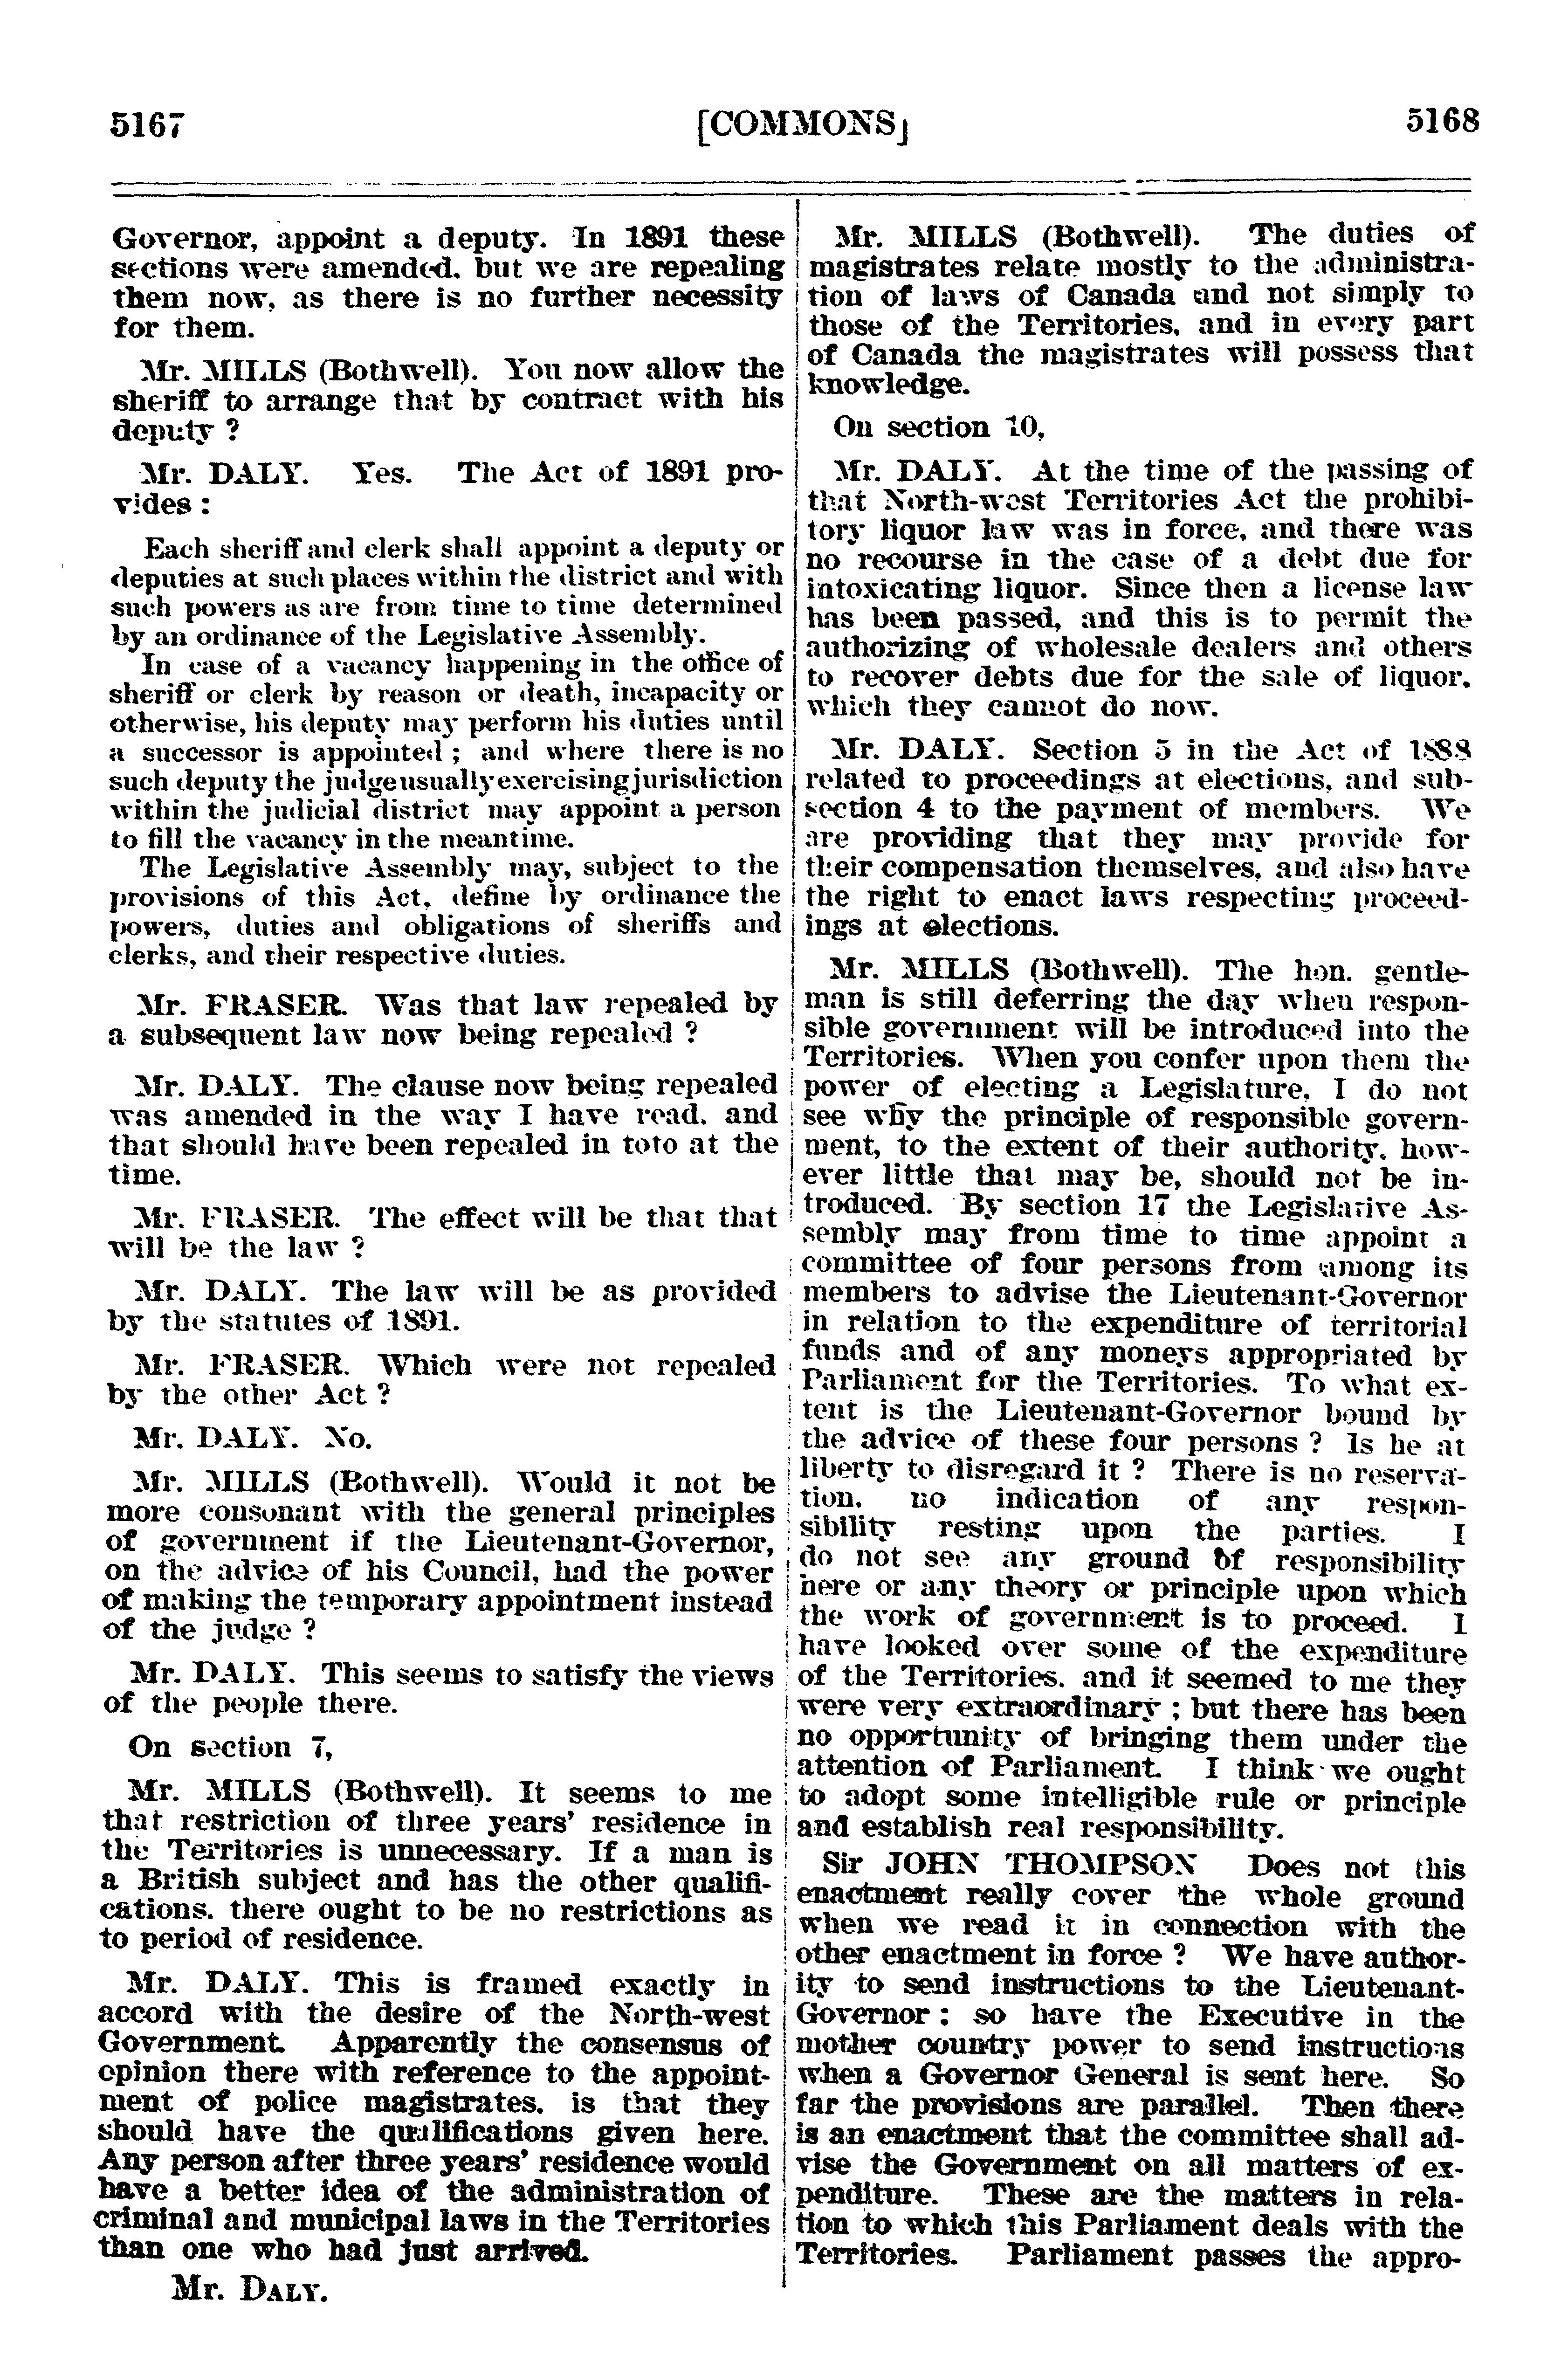 5167
[COMMONS]
5168
Governor, appoint a deputy. In 1891 these
sections were amended, but we are repealing
them now, as there is no further necessity
for them.
Mr. MILLS (Bothwell). You now allow the
sheriff to arrange that by contract with his
deputy ?
Mr. DALY. Yes. The Act of 1891 pro-
vides :
Each sheriff and clerk shall appoint a deputy or
deputies at such places within the district and with
such powers as are from time to time determined
by an ordinance of the Legislative Assembly.
In case of a vacancy happening in the office of
sheriff or clerk by reason or death, incapacity or
otherwise, his deputy may perform his duties until
a successor is appointed ; and where there is no
such deputy the judge usually exercising jurisdiction
within the judicial district may appoint a person
to fill the vacancy in the meantime.
The Legislative Assembly may, subject to the
provisions of this Act, define by ordinance the
powers, duties and obligations of sheriffs and
clerks, and their respective duties.
Mr. FRASER. Was that law repealed by
a subsequent law now being repealed ?
Mr. DALY. The clause now being repealed
was amended in the way I have read, and
that should have been repealed in toto at the
time.
Mr. FRASER. The effect will be that that
will be the law ?
Mr. DALY. The law will be as provided
by the statutes of 1891.
Mr. FRASER. Which were not repealed
by the other Act ?
Mr. DALY. No.
Mr. MILLS (Bothwell). Would it not be
more consonant with the general principles
of government if the Lieutenant-Governor,
on the advice of his Council, had the power
of making the temporary appointment instead
of the judge ?
Mr. DALY. This seems to satisfy the views
of the people there.
On section 7,
Mr. MILLS (Bothwell). It seems to me
that restriction of three years' residence in
the Territories is unnecessary. If a man is
a British subject and has the other qualifi-
cations, there ought to be no restrictions as
to period of residence.
Mr. DALY. This is framed exactly in
accord with the desire of the North-west
Government. Apparently the consensus of
opinion there with reference to the appoint-
ment of police magistrates, is that they
should have the qualifications given here.
Any person after three years' residence would
have a better idea of the administration of
criminal and municipal laws in the Territories
than one who had just arrived.
Mr. DALY.
Mr. MILLS (Bothwell). The duties of
magistrates relate mostly to the administra-
tion of laws of Canada and not simply to
those of the Territories, and in every part
of Canada the magistrates will possess that
knowledge.
On section 10,
Mr. DALY. At the time of the passing of
that North-west Territories Act the prohibi-
tory liquor law was in force, and there was
no recourse in the case of a debt due for
intoxicating liquor. Since then a license law
has been passed, and this is to permit the
authorizing of wholesale dealers and others
to recover debts due for the sale of liquor,
which they cannot do now.
Mr. DALY. Section 5 in the Act of 1888
related to proceedings at elections, and sub-
section 4 to the payment of members. We
are providing that they may provide for
their compensation themselves, and also have
the right to enact laws respecting proceed-
ings at elections.
Mr. MILLS (Bothwell). The hon. gentle-
man is still deferring the day when respon-
sible government will be introduced into the
Territories. When you confer upon them the
power of electing a Legislature, I do not
see why the principle of responsible govern-
ment, to the extent of their authority, how-
ever little that may be, should not be in-
troduced. By section 17 the Legislative As-
sembly may from time to time appoint a
committee of four persons from among its
members to advise the Lieutenant-Governor
in relation to the expenditure of territorial
funds and of any moneys appropriated by
Parliament for the Territories. To what ex-
tent is the Lieutenant-Governor bound by
the advice of these four persons ? Is he at
liberty to disregard it ? There is no reserva-
tion, no indication of any respon-
sibility resting upon the parties. I
do not see any ground of responsibility
here or any theory or principle upon which
the work of government is to proceed. I
have looked over some of the expenditure
of the Territories, and it seemed to me they
were very extraordinary ; but there has been
no opportunity of bringing them under the
attention of Parliament. I think we ought
to adopt some intelligible rule or principle
and establish real responsibility.
Sir JOHN THOMPSON Does not this
enactment really cover the whole ground
when we read it in connection with the
other enactment in force ? We have author-
ity to send instructions to the Lieutenant-
Governor ; so have the Executive in the
mother country power to send instructions
when a Governor General is sent here. So
far the provisions are parallel. Then there
is an enactment that the committee shall ad-
vise the Government on all matters of ex-
penditure. These are the matters in rela-
tion to which this Parliament deals with the
Territories. Parliament passes the appro-